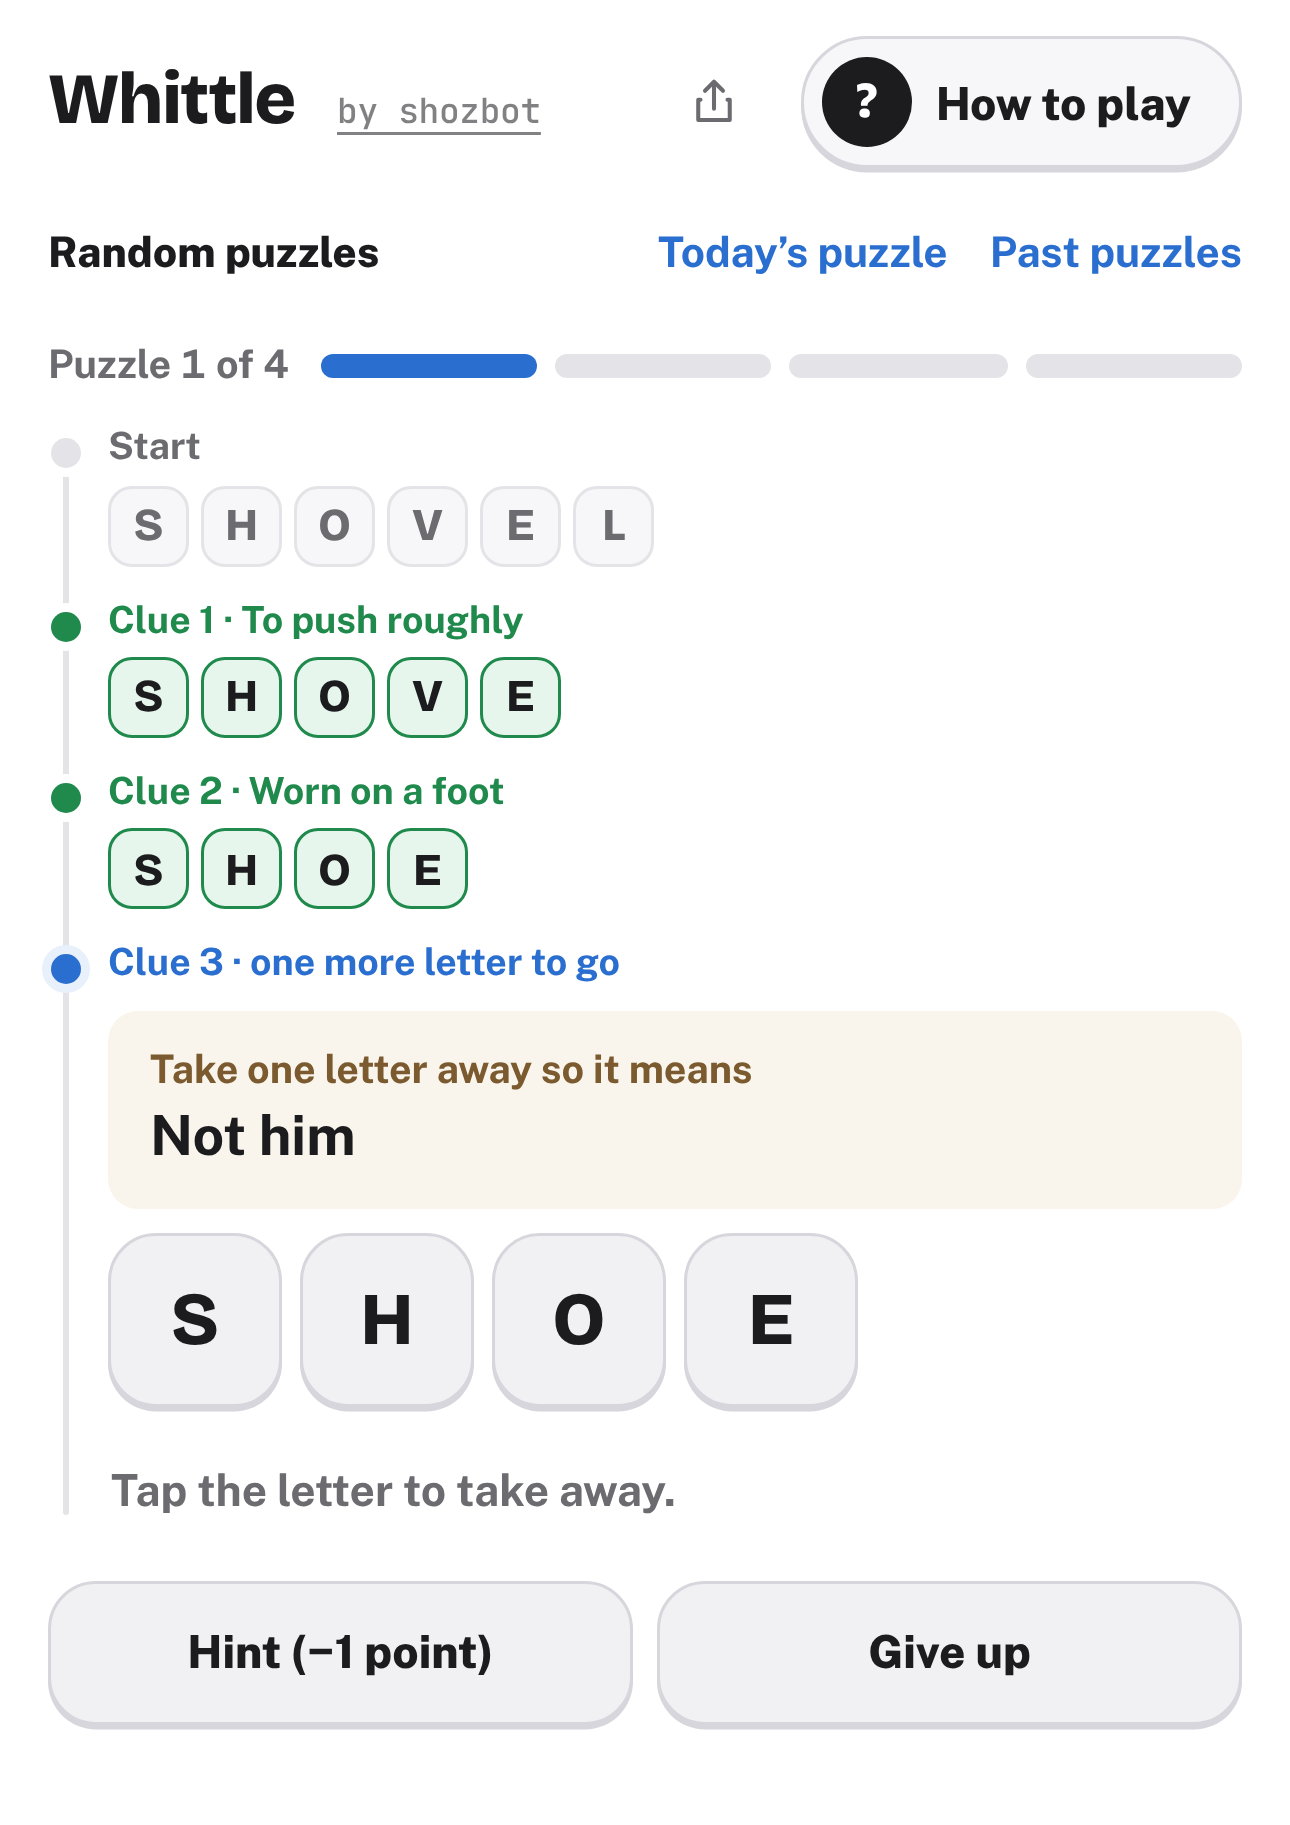 Whittle by shozbot ? How to play
Random puzzles Today’s puzzle Past puzzles
Puzzle 1 of 4
Start
S H O V E L
Clue 1 · To push roughly
S H O V E
Clue 2 · Worn on a foot
S H O E
Clue 3 · one more letter to go
Take one letter away so it means
Not him
S H O E
Tap the letter to take away.
Hint (−1 point) Give up